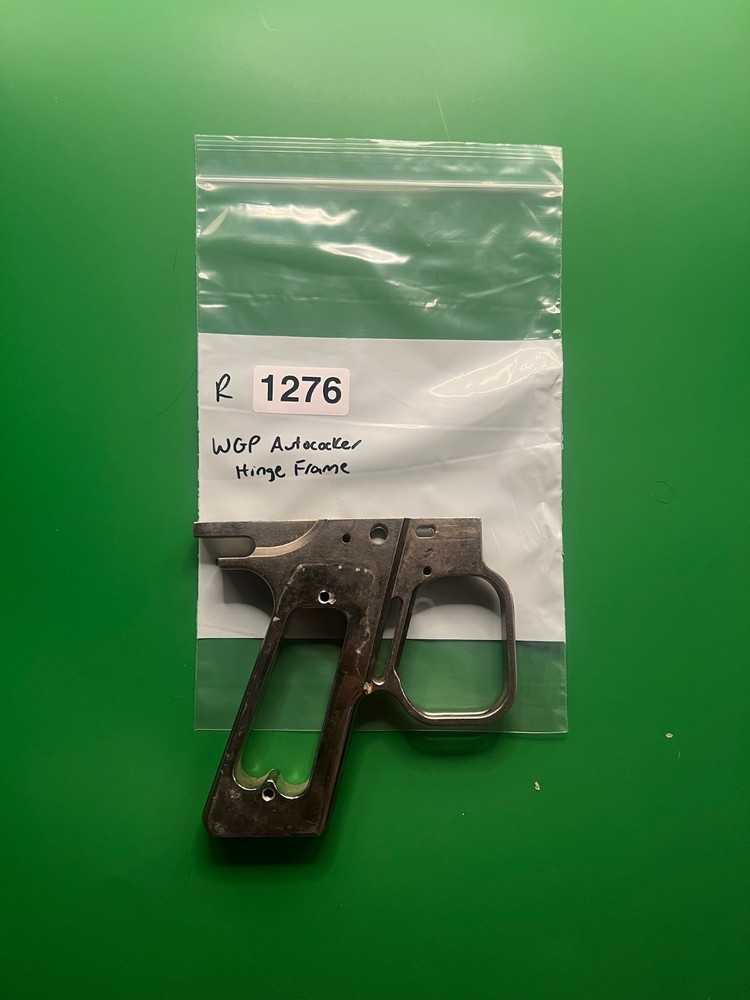 R 1276
WGP Autococker
Hinge Frame